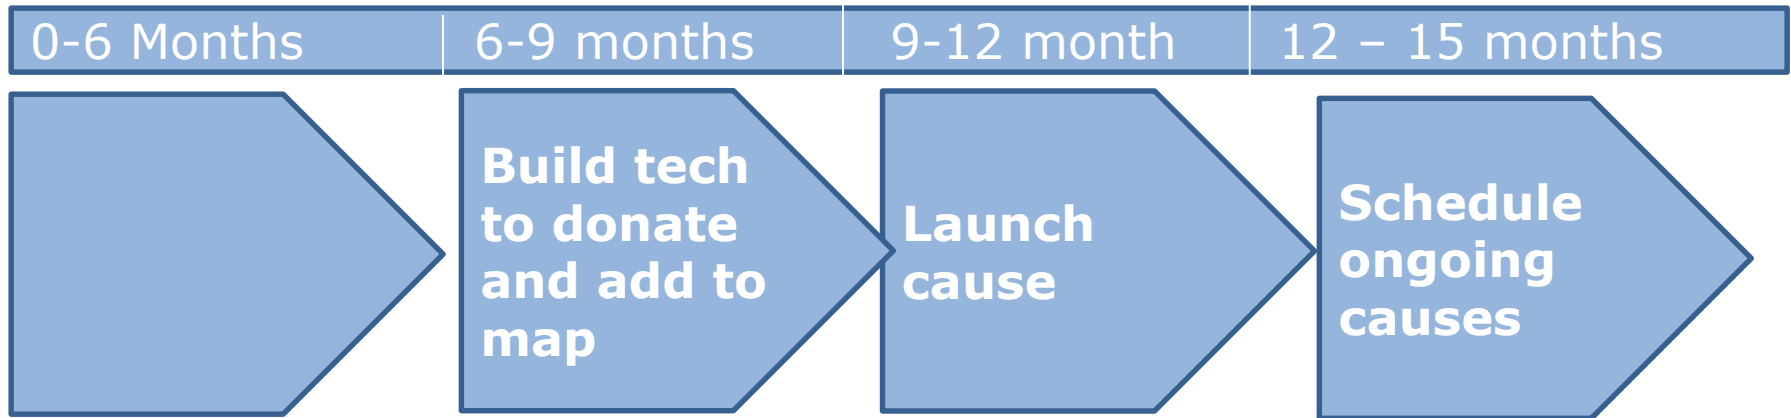 0-6 Months
6-9 months
9-12 month
12 – 15 months
Build tech
to donate
and add to
map
Launch
cause
Schedule
ongoing
causes